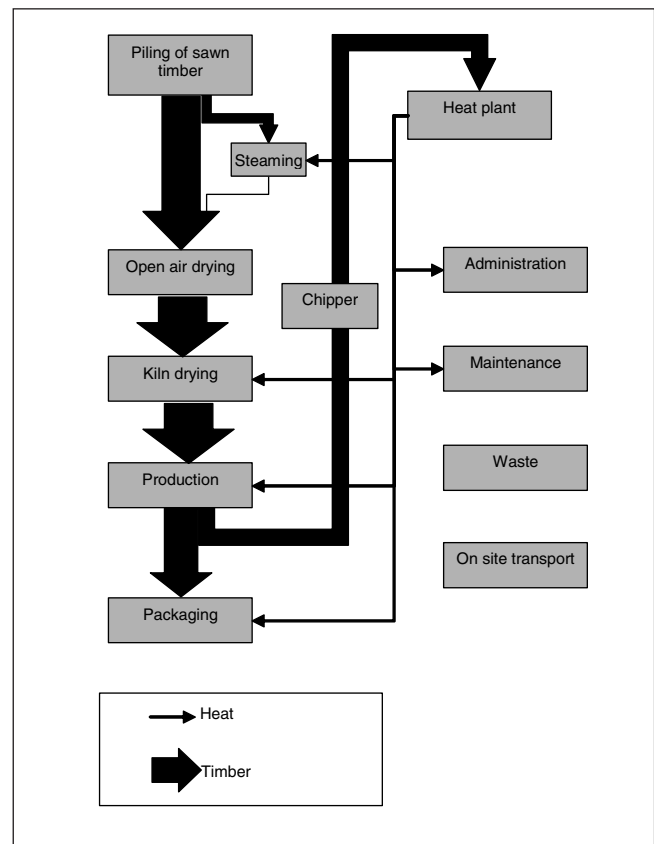 Piling of sawn
timber
Heat plant
Steaming
Open air drying
Administration
Chipper
Kiln drying
Maintenance
Production
Waste
On site transport
Packaging
Heat
Timber